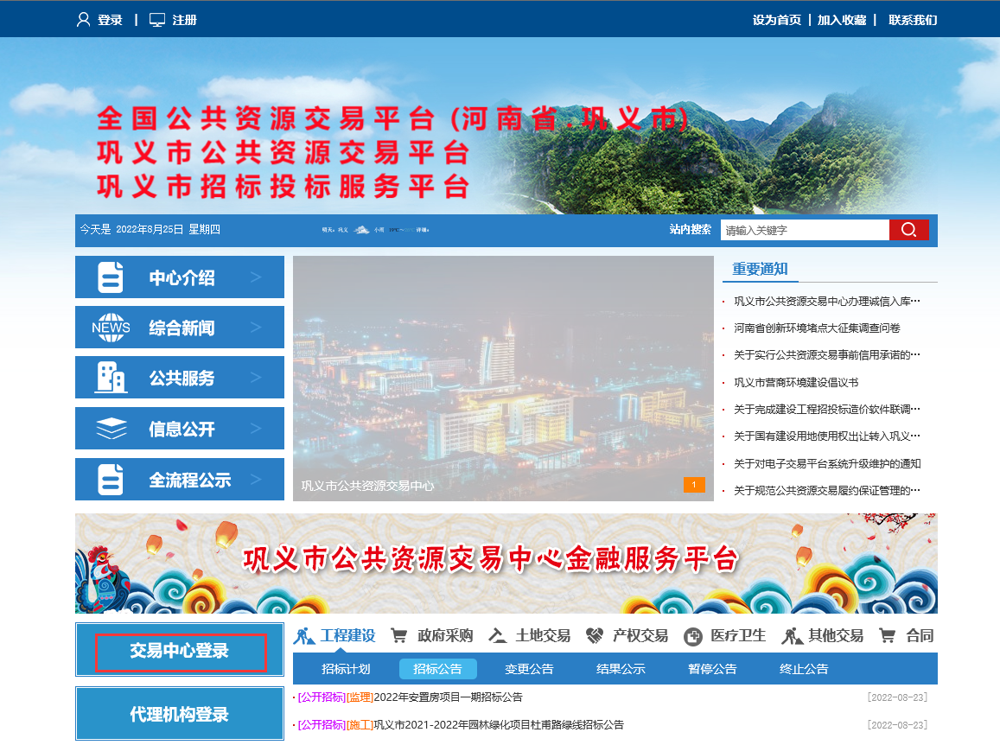 登录 | 注册
设为首页 | 加入收藏 | 联系我们
全国公共资源交易平台 (河南省.巩义市)
巩义市公共资源交易平台
巩义市招标投标服务平台
今天是 2022年8月25日 星期四
站内搜索 请输入关键字
中心介绍 >
NEWS 综合新闻 >
公共服务 >
信息公开 >
全流程公示 >
巩义市公共资源交易中心 1
重要通知
巩义市公共资源交易中心办理诚信入库…
河南省创新环境堵点大征集调查问卷
关于实行公共资源交易事前信用承诺的…
巩义市营商环境建设倡议书
关于完成建设工程招投标造价软件联调…
关于国有建设用地使用权出让转入巩义…
关于对电子交易平台系统升级维护的通知
关于规范公共资源交易履约保证管理的…
巩义市公共资源交易中心金融服务平台
交易中心登录
代理机构登录
工程建设 政府采购 土地交易 产权交易 医疗卫生 其他交易 合同
招标计划 招标公告 变更公告 结果公示 暂停公告 终止公告
[公开招标][监理]2022年安置房项目一期招标公告 [2022-08-23]
[公开招标][施工]巩义市2021-2022年园林绿化项目杜甫路绿线招标公告 [2022-08-23]